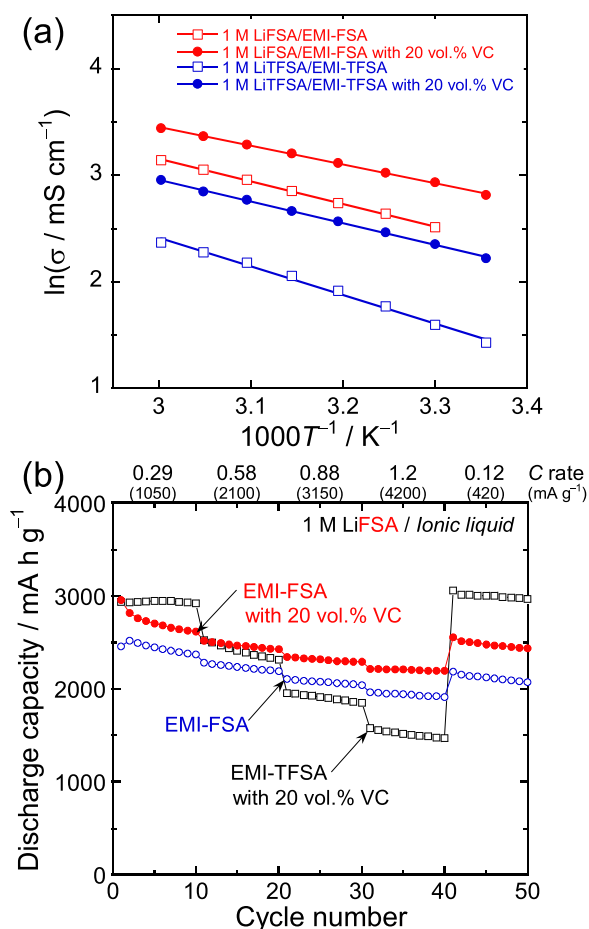 (a)
1 M LiFSA/EMI-FSA
1 M LiFSA/EMI-FSA with 20 vol.% VC
1 M LiTFSA/EMI-TFSA
1 M LiTFSA/EMI-TFSA with 20 vol.% VC
ln(σ / mS cm⁻¹)
4
3
2
1
3 3.1 3.2 3.3 3.4
1000T⁻¹ / K⁻¹
(b)
0.29 0.58 0.88 1.2 0.12 C rate
(1050) (2100) (3150) (4200) (420) (mA g⁻¹)
1 M LiFSA / Ionic liquid
EMI-FSA
with 20 vol.% VC
EMI-FSA
EMI-TFSA
with 20 vol.% VC
Discharge capacity / mA h g⁻¹
4000
3000
2000
1000
0
0 10 20 30 40 50
Cycle number